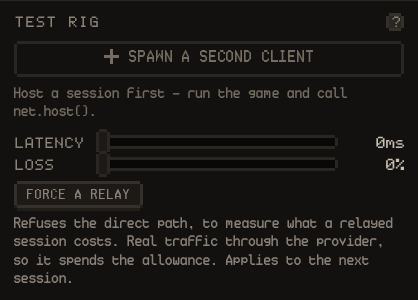 TEST RIG ?
+ SPAWN A SECOND CLIENT
Host a session first – run the game and call
net.host().
LATENCY 0ms
LOSS 0%
FORCE A RELAY
Refuses the direct path, to measure what a relayed
session costs. Real traffic through the provider,
so it spends the allowance. Applies to the next
session.